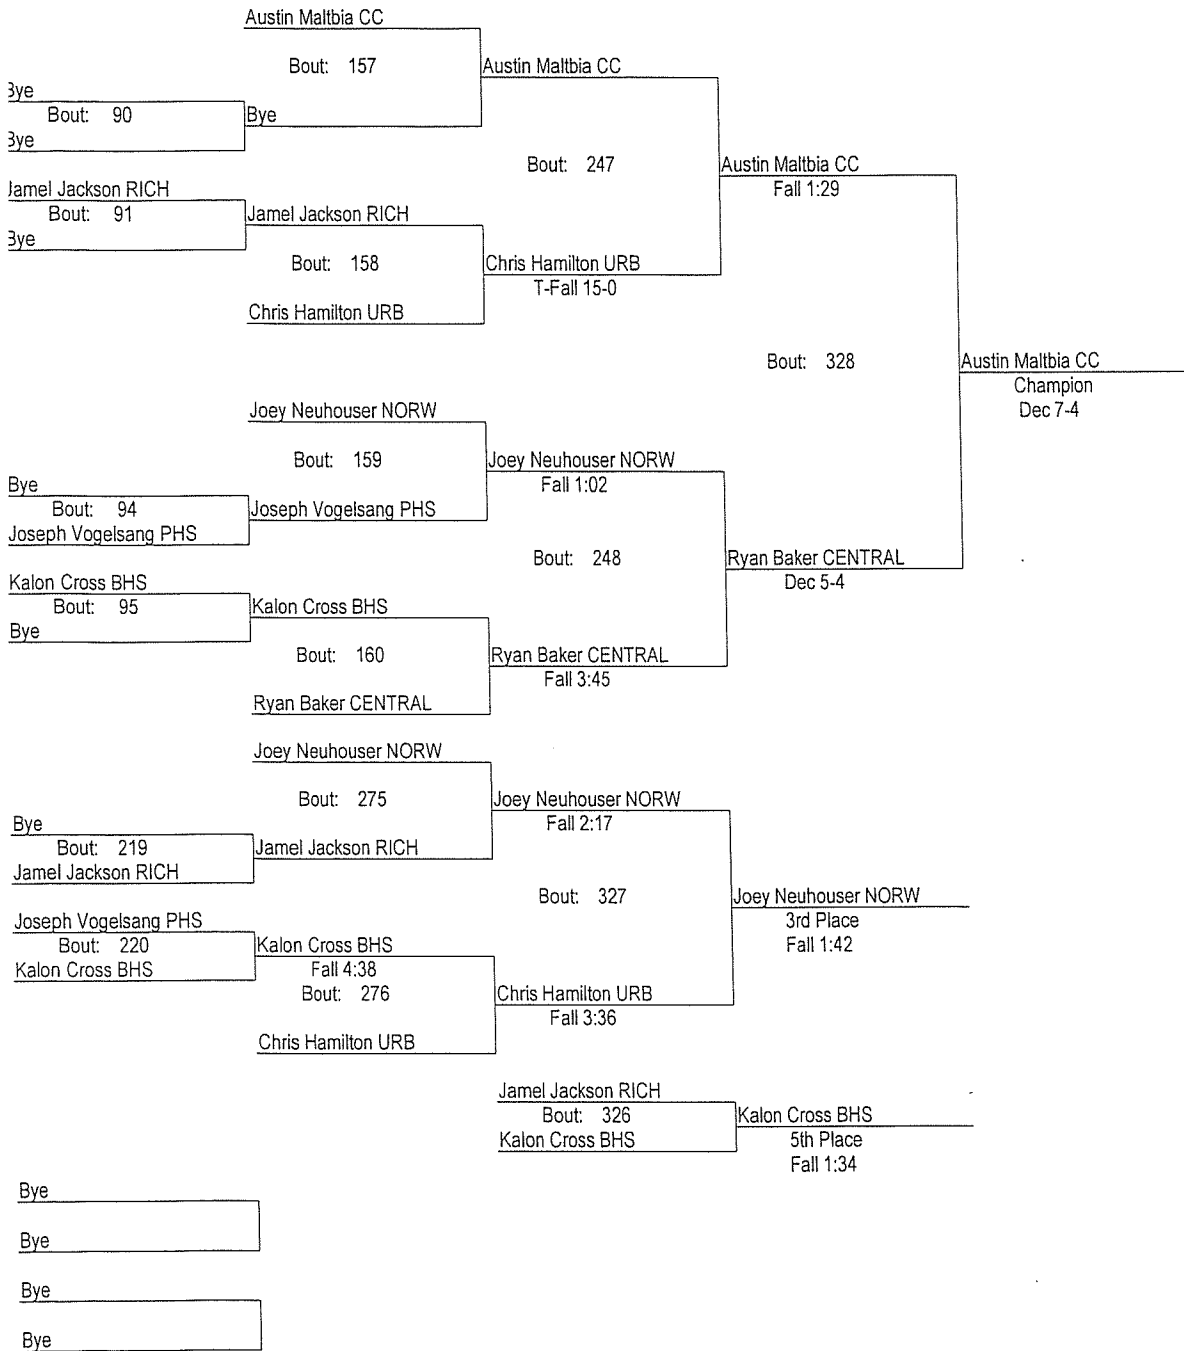 Austin Maltbia CC
Bout: 157
Austin Maltbia CC
Bye
Bout: 90
Bye
Bye
Bout: 247
Austin Maltbia CC
Fall 1:29
Jamel Jackson RICH
Bout: 91
Jamel Jackson RICH
Bye
Bout: 158
Chris Hamilton URB
T-Fall 15-0
Chris Hamilton URB
Bout: 328
Austin Maltbia CC
Champion
Dec 7-4
Joey Neuhouser NORW
Bout: 159
Joey Neuhouser NORW
Fall 1:02
Bye
Bout: 94
Joseph Vogelsang PHS
Joseph Vogelsang PHS
Bout: 248
Ryan Baker CENTRAL
Dec 5-4
Kalon Cross BHS
Bout: 95
Kalon Cross BHS
Bye
Bout: 160
Ryan Baker CENTRAL
Fall 3:45
Ryan Baker CENTRAL
Joey Neuhouser NORW
Bout: 275
Joey Neuhouser NORW
Fall 2:17
Bye
Bout: 219
Jamel Jackson RICH
Jamel Jackson RICH
Bout: 327
Joey Neuhouser NORW
3rd Place
Fall 1:42
Joseph Vogelsang PHS
Bout: 220
Kalon Cross BHS
Kalon Cross BHS
Fall 4:38
Bout: 276
Chris Hamilton URB
Fall 3:36
Chris Hamilton URB
Jamel Jackson RICH
Bout: 326
Kalon Cross BHS
Kalon Cross BHS
5th Place
Fall 1:34
Bye
Bye
Bye
Bye